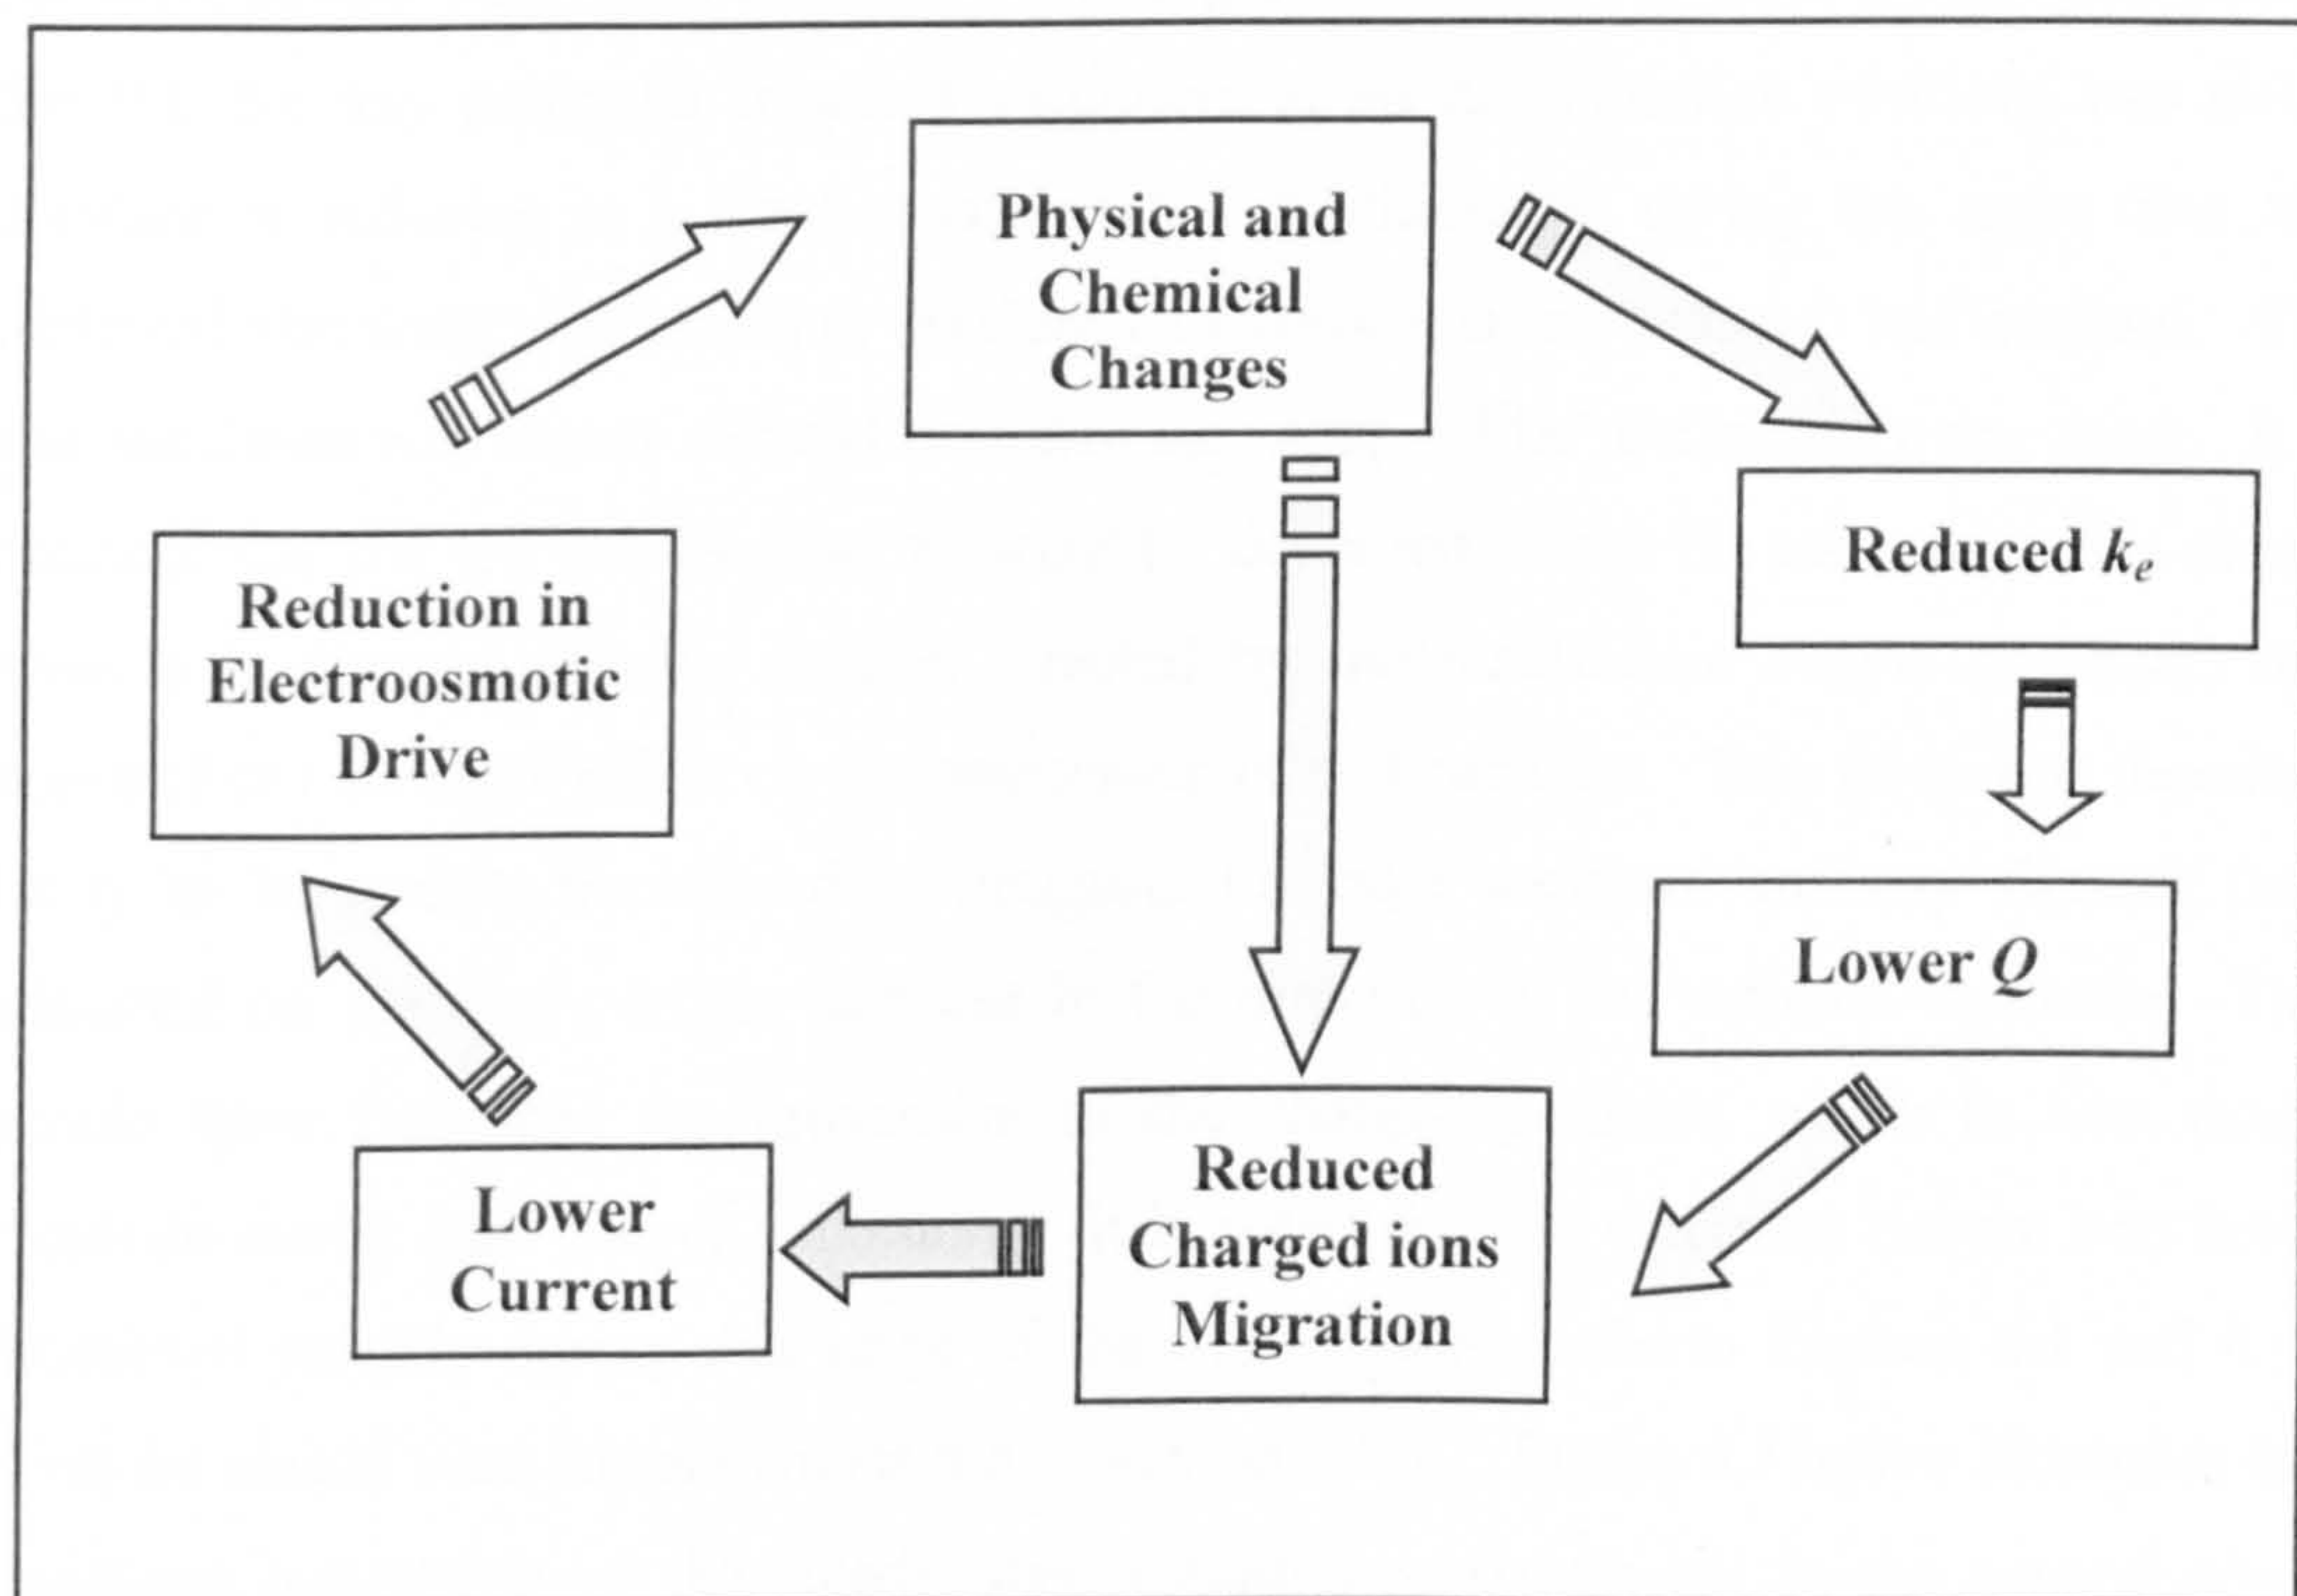 Physical and
Chemical
Changes
Reduced kₑ
Reduction in
Electroosmotic
Drive
Lower Q
Reduced
Charged ions
Migration
Lower
Current